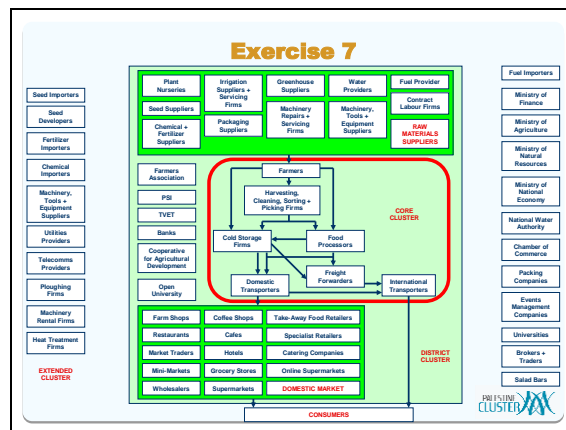 Exercise 7
Seed Importers
Seed
Developers
Fertilizer
Importers
Chemical
Importers
Machinery,
Tools +
Equipment
Suppliers
Utilities
Providers
Telecomms
Providers
Ploughing
Firms
Machinery
Rental Firms
Heat Treatment
Firms
EXTENDED
CLUSTER
Plant
Nurseries
Seed Suppliers
Chemical +
Fertilizer
Suppliers
Irrigation
Suppliers +
Servicing
Firms
Packaging
Suppliers
Greenhouse
Suppliers
Machinery
Repairs +
Servicing
Firms
Water
Providers
Machinery,
Tools +
Equipment
Suppliers
Fuel Provider
Contract
Labour Firms
RAW
MATERIALS
SUPPLIERS
Farmers
Association
PSI
TVET
Banks
Cooperative
for Agricultural
Development
Open
University
Farmers
Harvesting,
Cleaning, Sorting +
Picking Firms
CORE
CLUSTER
Cold Storage
Firms
Food
Processors
Freight
Forwarders
Domestic
Transporters
International
Transporters
Farm Shops
Coffee Shops
Take-Away Food Retailers
Restaurants
Cafes
Specialist Retailers
Market Traders
Hotels
Catering Companies
Mini-Markets
Grocery Stores
Online Supermarkets
Wholesalers
Supermarkets
DOMESTIC MARKET
DISTRICT
CLUSTER
CONSUMERS
Fuel Importers
Ministry of
Finance
Ministry of
Agriculture
Ministry of
Natural
Resources
Ministry of
National
Economy
National Water
Authority
Chamber of
Commerce
Packing
Companies
Events
Management
Companies
Universities
Brokers +
Traders
Salad Bars
PALESTINE
CLUSTER